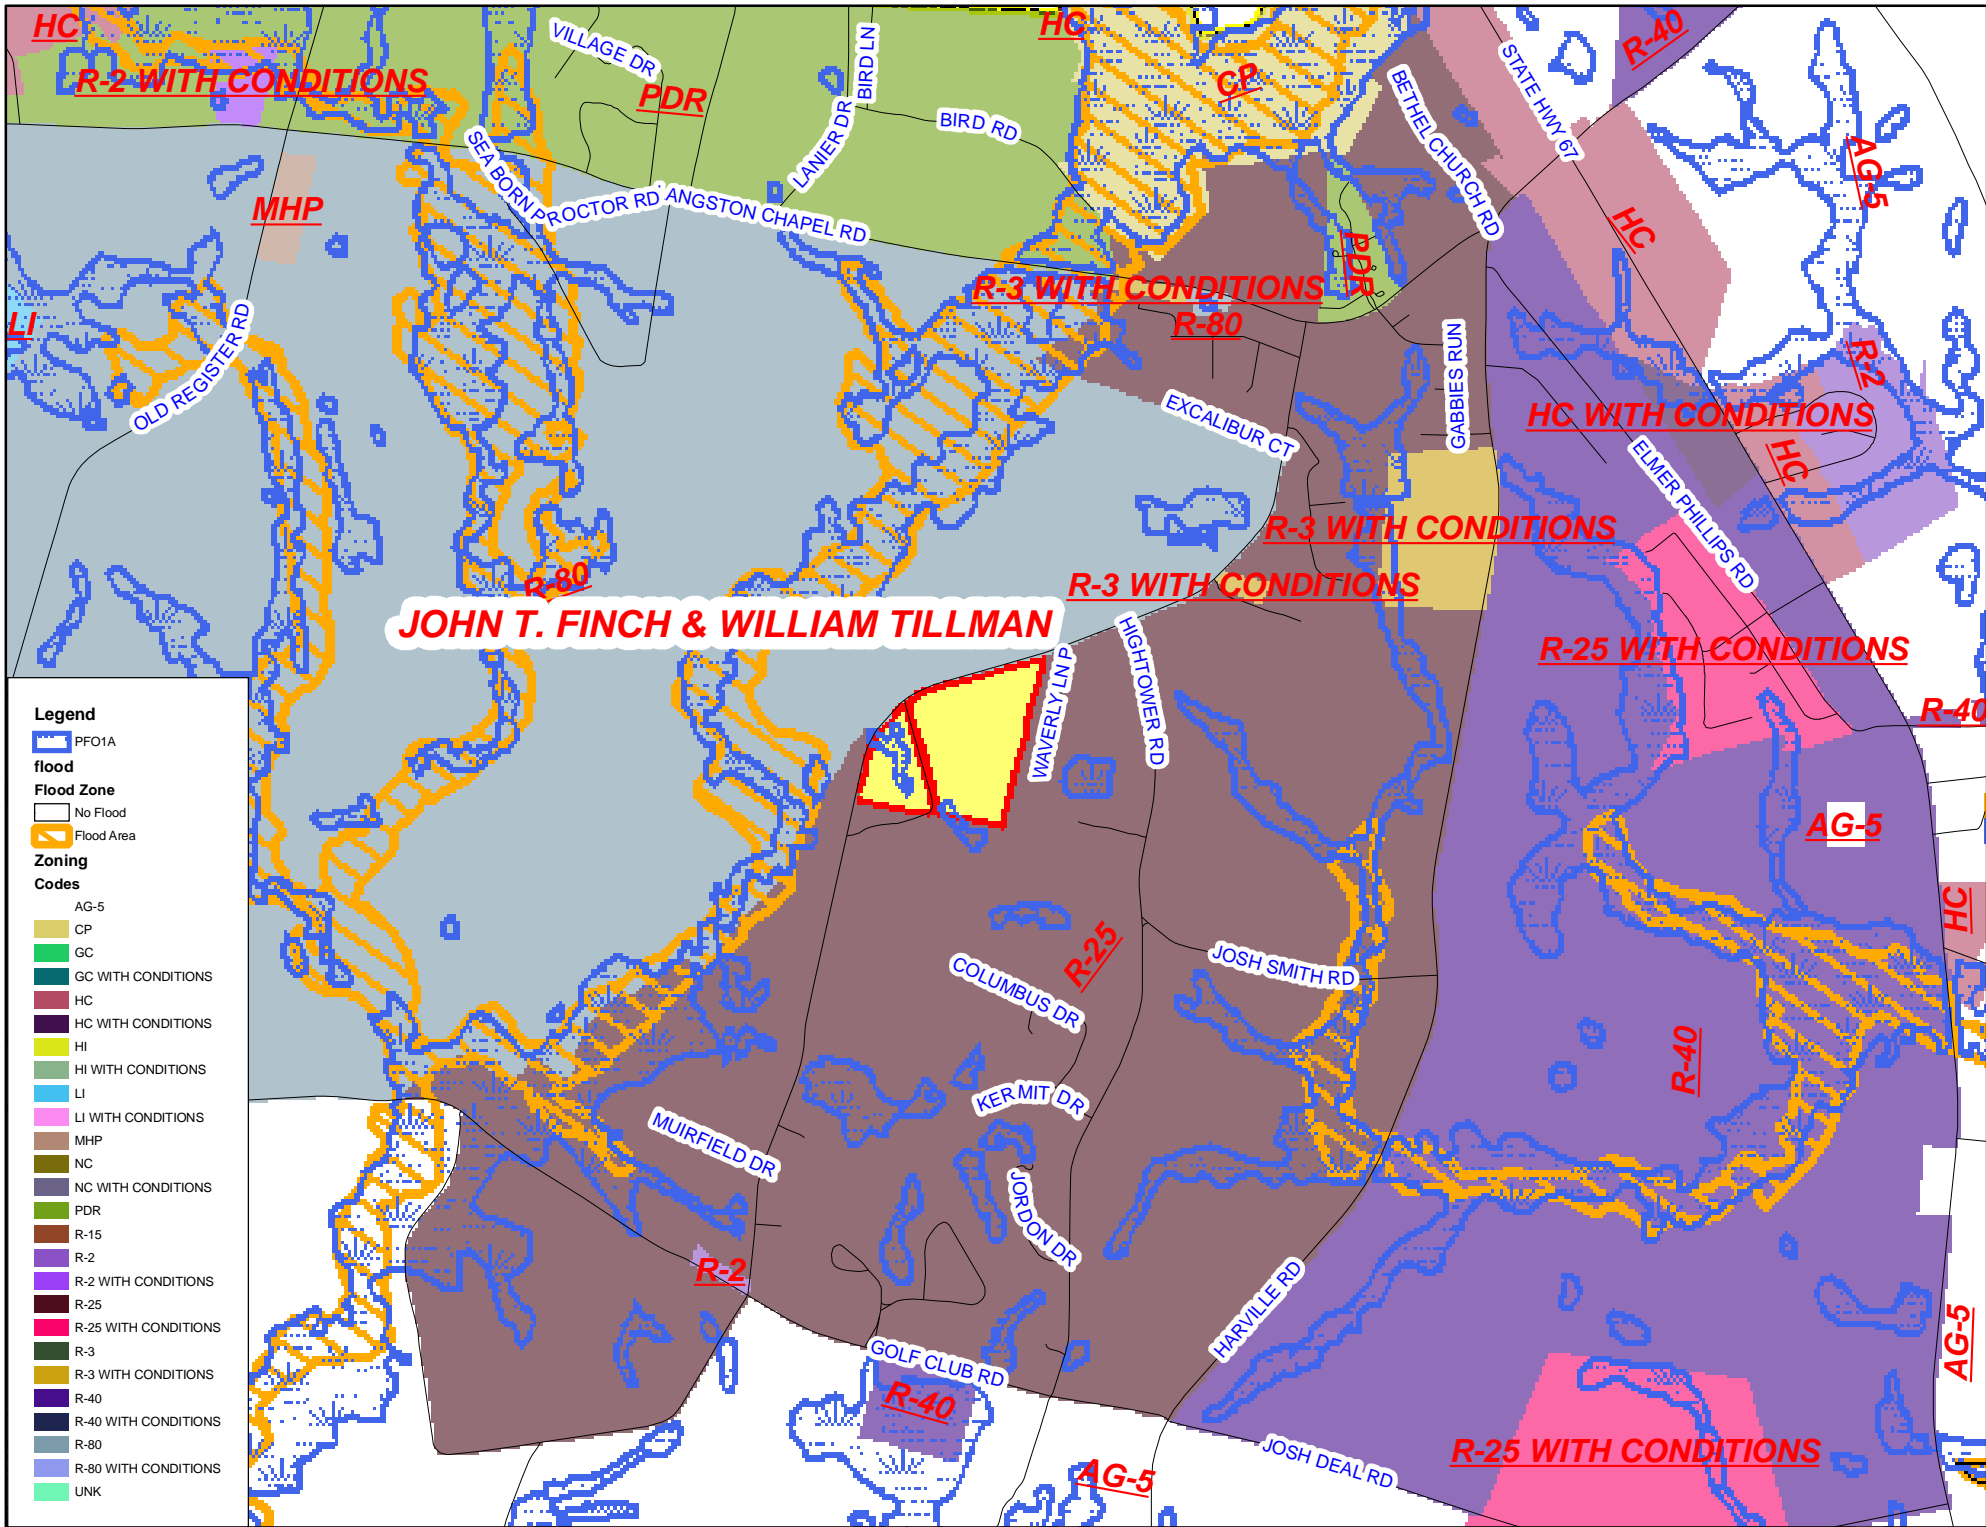 HC
HC
R-40
VILLAGE DR
BIRD LN
STATE HWY 67
R-2 WITH CONDITIONS
PDR
CP
BETHEL CHURCH RD
LANIER DR
BIRD RD
AG-5
SEA BORN PROCTOR RD
ANGSTON CHAPEL RD
MHP
HC
PDR
R-3 WITH CONDITIONS
R-80
LI
OLD REGISTER RD
GABBIES RUN
R-2
EXCALIBUR CT
HC WITH CONDITIONS
HC
ELMER PHILLIPS RD
R-3 WITH CONDITIONS
R-80
R-3 WITH CONDITIONS
JOHN T. FINCH & WILLIAM TILLMAN
HIGHTOWER RD
WAVERLY LN P
R-25 WITH CONDITIONS
R-40
AG-5
HC
R-25
COLUMBUS DR
JOSH SMITH RD
R-40
KERMIT DR
MUIRFIELD DR
JORDON DR
R-2
HARVILLE RD
AG-5
GOLF CLUB RD
R-40
R-25 WITH CONDITIONS
JOSH DEAL RD
AG-5
Legend
PFO1A
flood
Flood Zone
No Flood
Flood Area
Zoning
Codes
AG-5
CP
GC
GC WITH CONDITIONS
HC
HC WITH CONDITIONS
HI
HI WITH CONDITIONS
LI
LI WITH CONDITIONS
MHP
NC
NC WITH CONDITIONS
PDR
R-15
R-2
R-2 WITH CONDITIONS
R-25
R-25 WITH CONDITIONS
R-3
R-3 WITH CONDITIONS
R-40
R-40 WITH CONDITIONS
R-80
R-80 WITH CONDITIONS
UNK